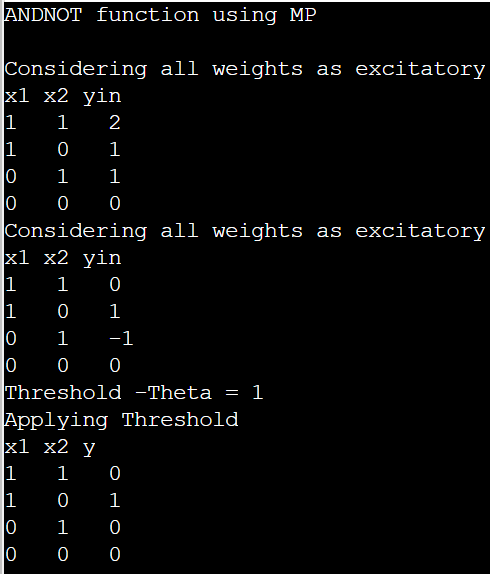 ANDNOT function using MP
Considering all weights as excitatory
x1 x2 yin
1 1 2
1 0 1
0 1 1
0 0 0
Considering all weights as excitatory
x1 x2 yin
1 1 0
1 0 1
0 1 -1
0 0 0
Threshold -Theta = 1
Applying Threshold
x1 x2 y
1 1 0
1 0 1
0 1 0
0 0 0